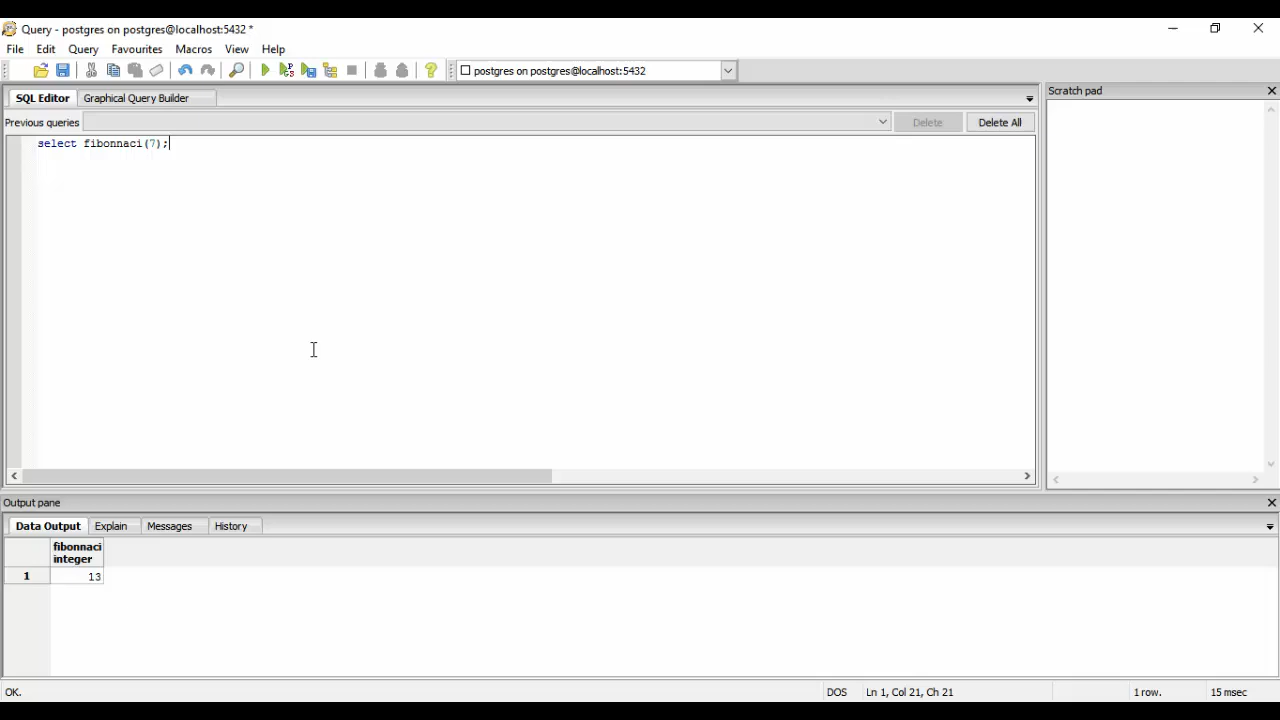 Query - postgres on postgres@localhost:5432 *
File Edit Query Favourites Macros View Help
postgres on postgres@localhost:5432
SQL Editor Graphical Query Builder
Scratch pad
Previous queries Delete Delete All
select fibonnaci(7);
Output pane
Data Output Explain Messages History
fibonnaci
integer
1 13
OK. DOS Ln 1, Col 21, Ch 21 1 row. 15 msec